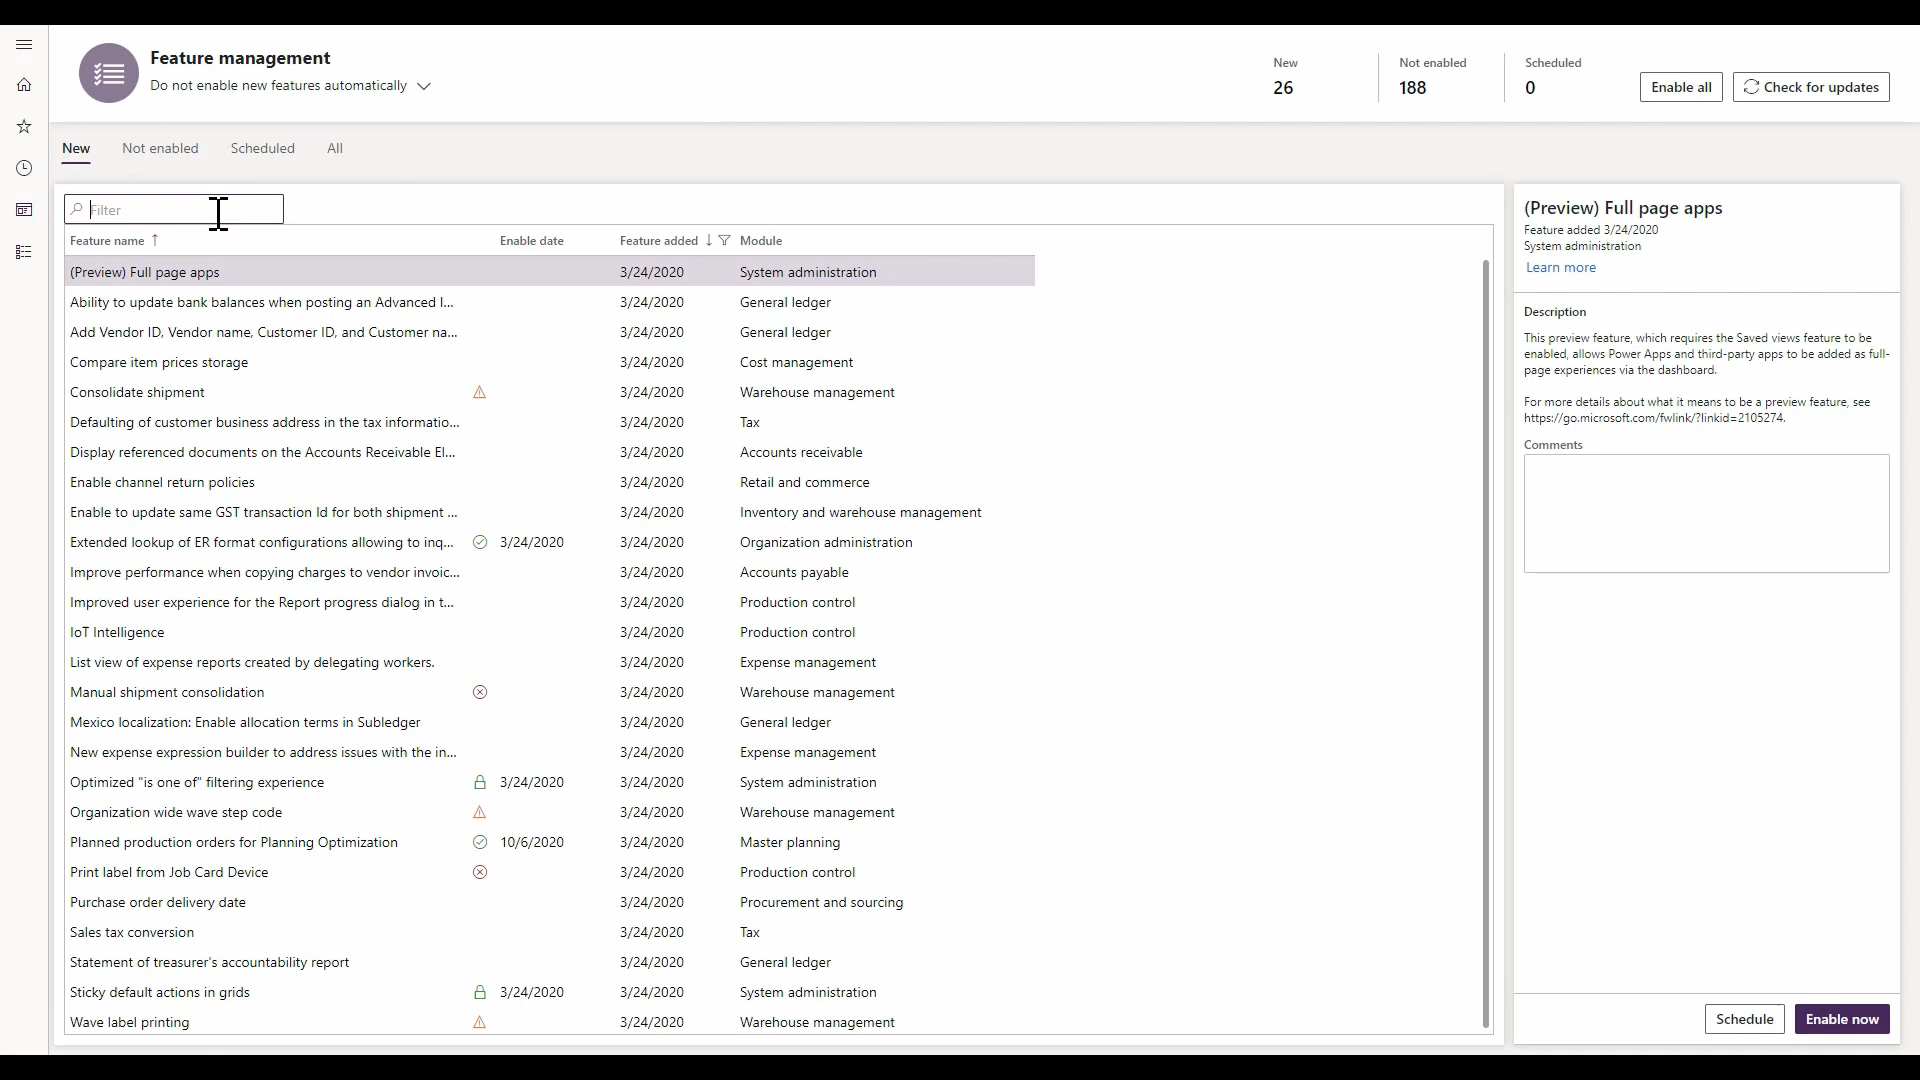 Feature management
Do not enable new features automatically
New
26
Not enabled
188
Scheduled
0
Enable all
Check for updates
New
Not enabled
Scheduled
All
Filter
Feature name Enable date Feature added Module
(Preview) Full page apps 3/24/2020 System administration
Ability to update bank balances when posting an Advanced l... 3/24/2020 General ledger
Add Vendor ID, Vendor name, Customer ID, and Customer na... 3/24/2020 General ledger
Compare item prices storage 3/24/2020 Cost management
Consolidate shipment 3/24/2020 Warehouse management
Defaulting of customer business address in the tax informatio... 3/24/2020 Tax
Display referenced documents on the Accounts Receivable El... 3/24/2020 Accounts receivable
Enable channel return policies 3/24/2020 Retail and commerce
Enable to update same GST transaction Id for both shipment ... 3/24/2020 Inventory and warehouse management
Extended lookup of ER format configurations allowing to inq... 3/24/2020 3/24/2020 Organization administration
Improve performance when copying charges to vendor invoic... 3/24/2020 Accounts payable
Improved user experience for the Report progress dialog in t... 3/24/2020 Production control
IoT Intelligence 3/24/2020 Production control
List view of expense reports created by delegating workers. 3/24/2020 Expense management
Manual shipment consolidation 3/24/2020 Warehouse management
Mexico localization: Enable allocation terms in Subledger 3/24/2020 General ledger
New expense expression builder to address issues with the in... 3/24/2020 Expense management
Optimized "is one of" filtering experience 3/24/2020 3/24/2020 System administration
Organization wide wave step code 3/24/2020 Warehouse management
Planned production orders for Planning Optimization 10/6/2020 3/24/2020 Master planning
Print label from Job Card Device 3/24/2020 Production control
Purchase order delivery date 3/24/2020 Procurement and sourcing
Sales tax conversion 3/24/2020 Tax
Statement of treasurer's accountability report 3/24/2020 General ledger
Sticky default actions in grids 3/24/2020 3/24/2020 System administration
Wave label printing 3/24/2020 Warehouse management
(Preview) Full page apps
Feature added 3/24/2020
System administration
Learn more
Description
This preview feature, which requires the Saved views feature to be
enabled, allows Power Apps and third-party apps to be added as full-
page experiences via the dashboard.
For more details about what it means to be a preview feature, see
https://go.microsoft.com/fwlink/?linkid=2105274.
Comments
Schedule
Enable now